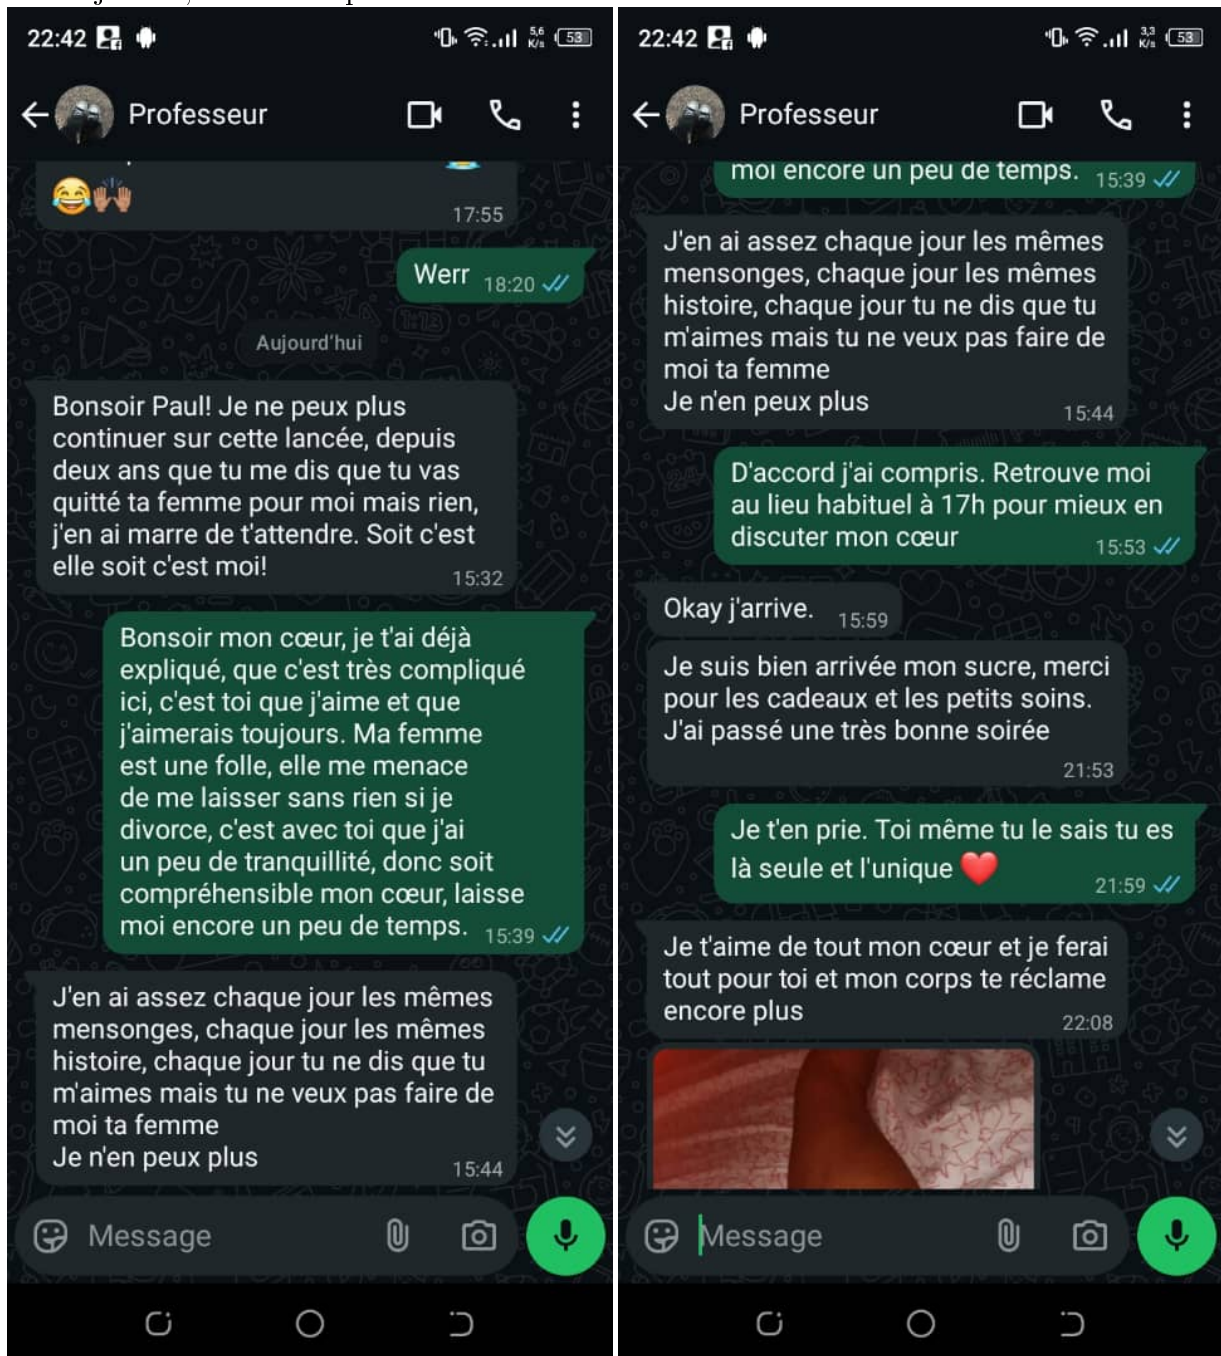 22:42
5,6
K/s
53
Professeur
😂🙌🏽
17:55
Werr 18:20
Aujourd'hui
Bonsoir Paul! Je ne peux plus
continuer sur cette lancée, depuis
deux ans que tu me dis que tu vas
quitté ta femme pour moi mais rien,
j'en ai marre de t'attendre. Soit c'est
elle soit c'est moi!
15:32
Bonsoir mon cœur, je t'ai déjà
expliqué, que c'est très compliqué
ici, c'est toi que j'aime et que
j'aimerais toujours. Ma femme
est une folle, elle me menace
de me laisser sans rien si je
divorce, c'est avec toi que j'ai
un peu de tranquillité, donc soit
compréhensible mon cœur, laisse
moi encore un peu de temps. 15:39
J'en ai assez chaque jour les mêmes
mensonges, chaque jour les mêmes
histoire, chaque jour tu ne dis que tu
m'aimes mais tu ne veux pas faire de
moi ta femme
Je n'en peux plus
15:44
Message
22:42
3,3
K/s
53
Professeur
moi encore un peu de temps. 15:39
J'en ai assez chaque jour les mêmes
mensonges, chaque jour les mêmes
histoire, chaque jour tu ne dis que tu
m'aimes mais tu ne veux pas faire de
moi ta femme
Je n'en peux plus
15:44
D'accord j'ai compris. Retrouve moi
au lieu habituel à 17h pour mieux en
discuter mon cœur
15:53
Okay j'arrive. 15:59
Je suis bien arrivée mon sucre, merci
pour les cadeaux et les petits soins.
J'ai passé une très bonne soirée
21:53
Je t'en prie. Toi même tu le sais tu es
là seule et l'unique ❤️
21:59
Je t'aime de tout mon cœur et je ferai
tout pour toi et mon corps te réclame
encore plus
22:08
Message